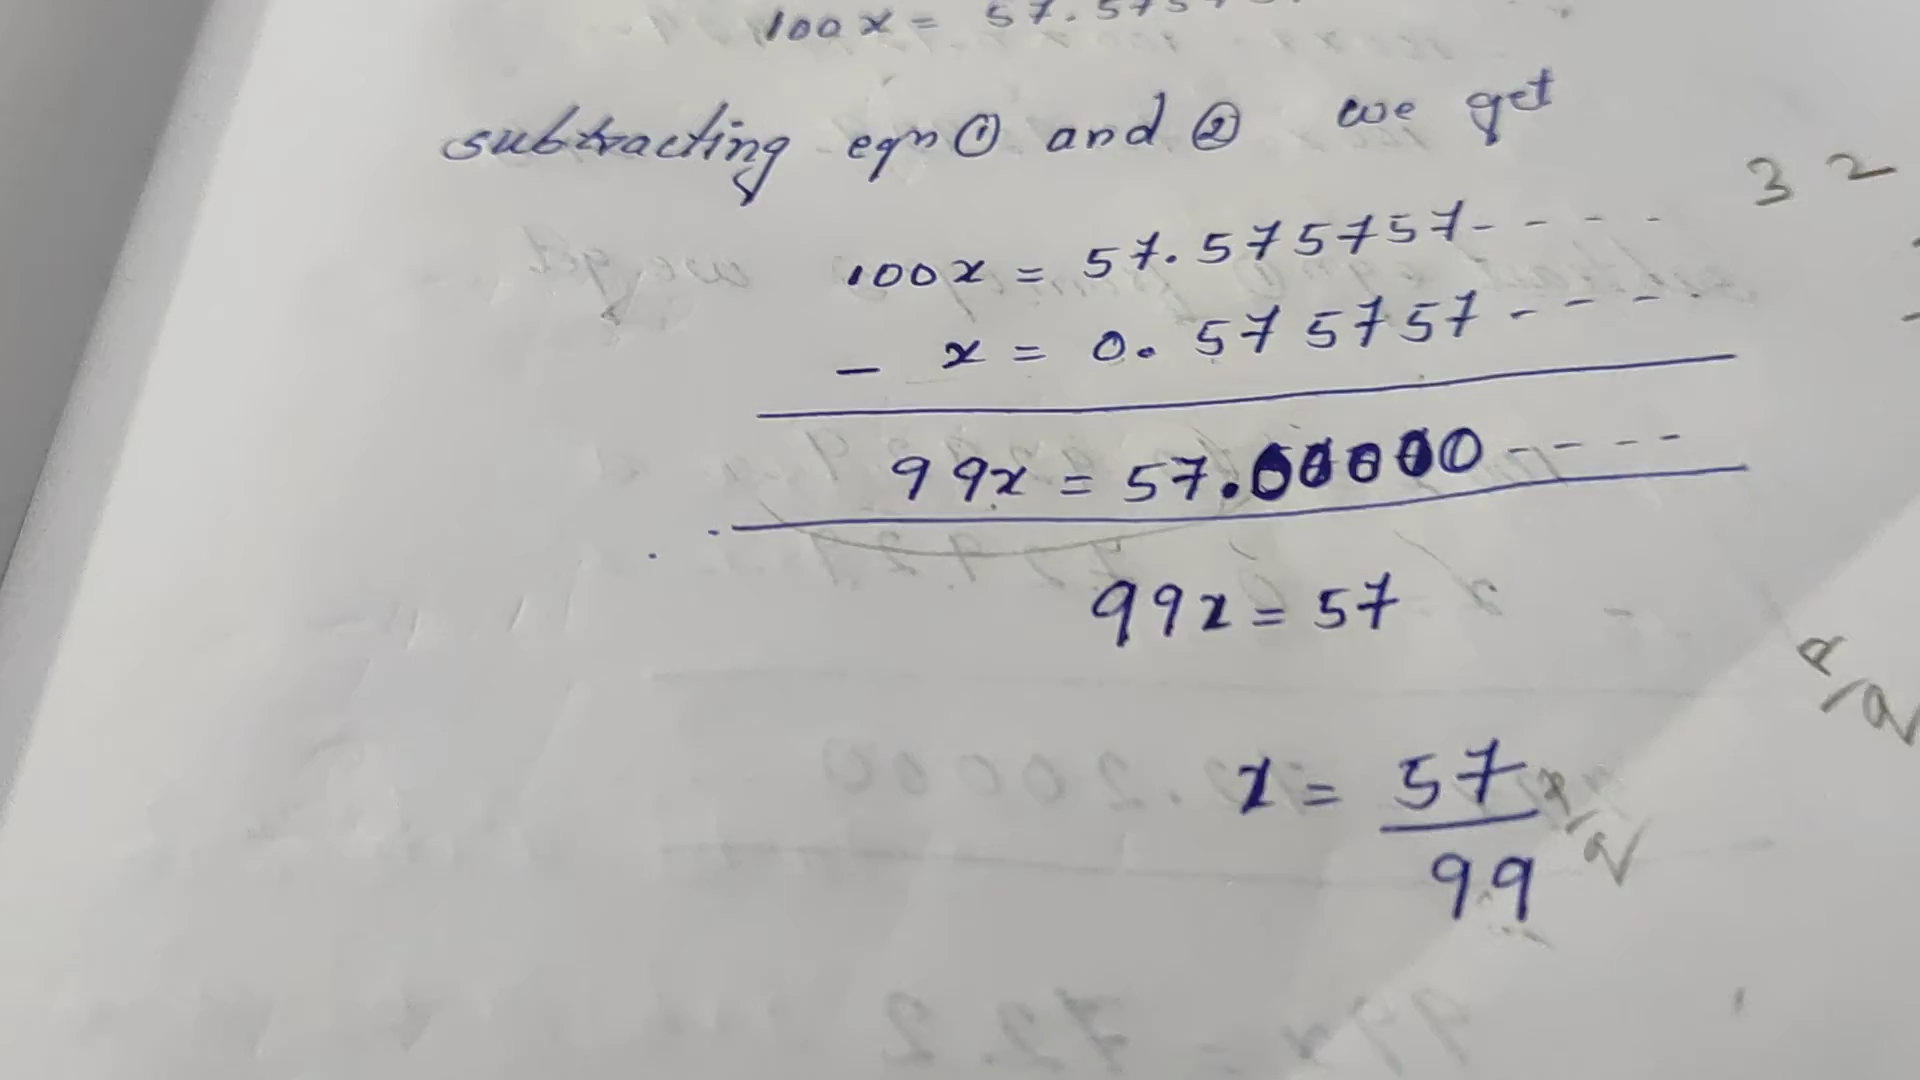 100x = 57.575
subtracting eqn ① and ② we get
3 2
100x = 57.575757- - - -
- x = 0.575757- - - -
99x = 57.00000- - - -
99x = 57
x = 57/99